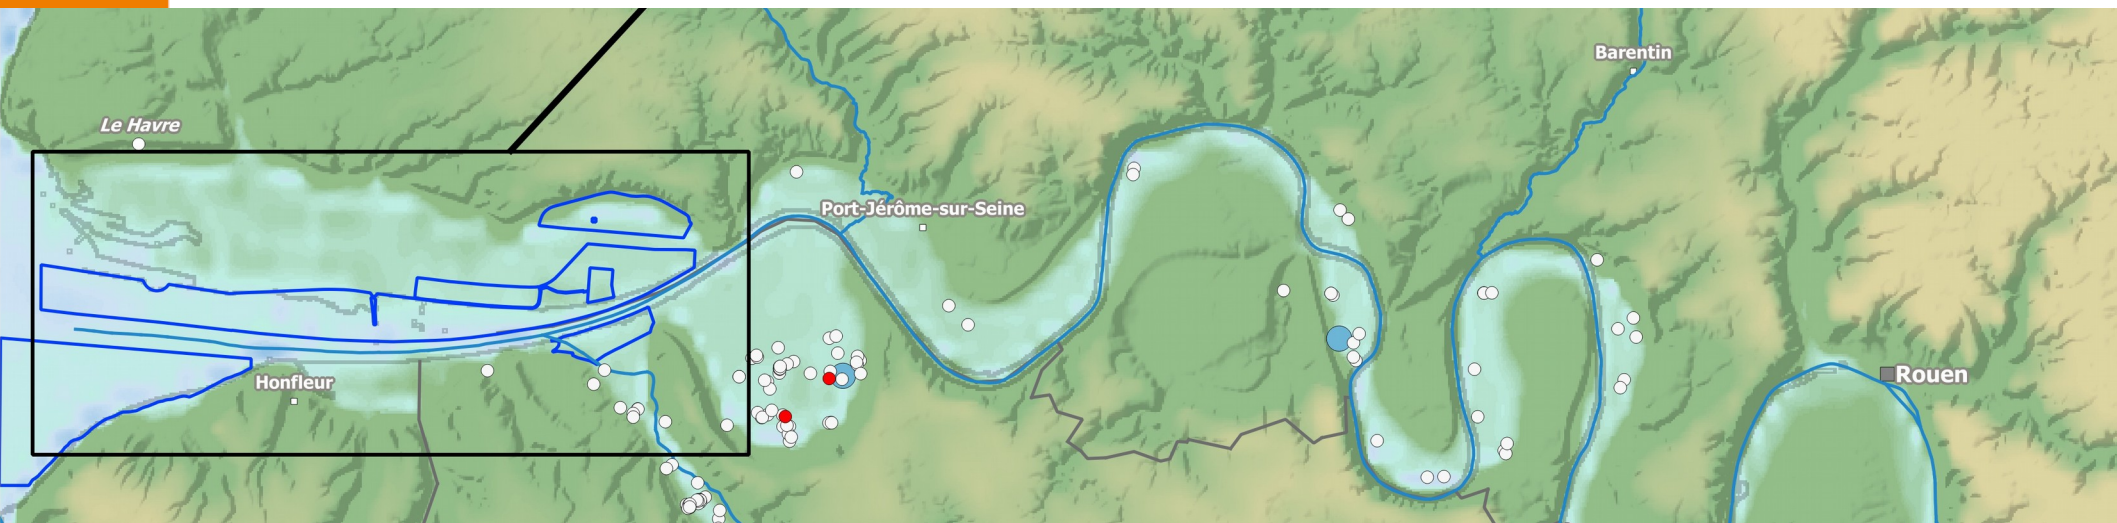 Barentin
Le Havre
Port-Jérôme-sur-Seine
Rouen
Honfleur